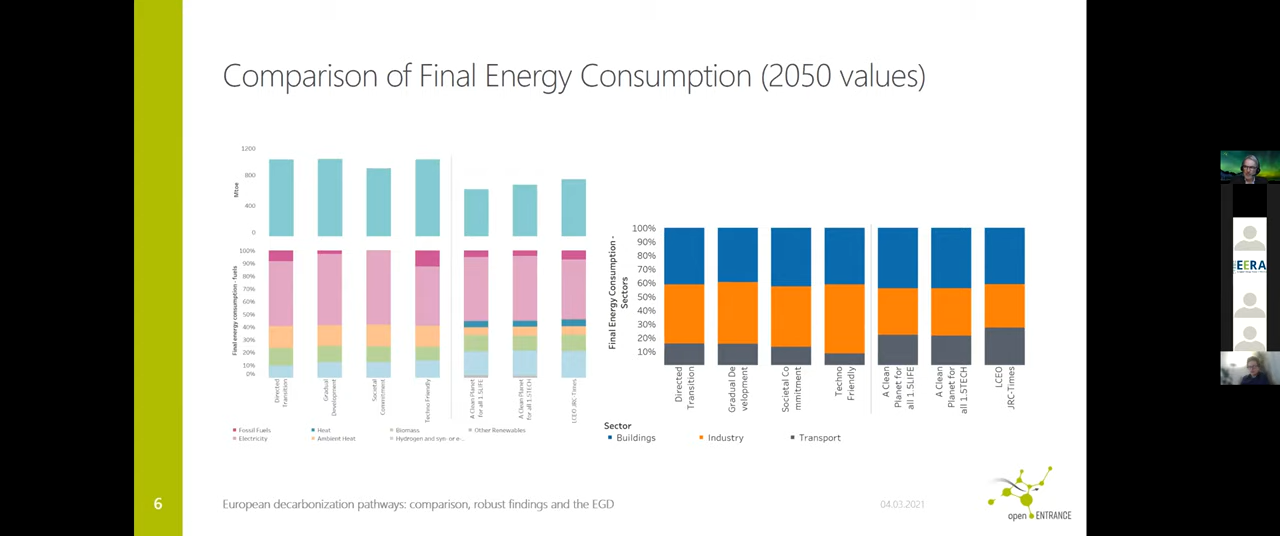 Comparison of Final Energy Consumption (2050 values)
1200
800
400
0
Mtoe
100%
90%
80%
70%
60%
50%
40%
30%
20%
10%
0%
Final energy consumption - fuels
Directed
Transition
Gradual
Development
Societal
Commitment
Techno Friendly
A Clean Planet
for all 1.5LIFE
A Clean Planet
for all 1.5TECH
LCEO JRC-Times
Fossil Fuels
Heat
Biomass
Other Renewables
Electricity
Ambient Heat
Hydrogen and syn- or e-..
Final Energy Consumption -
Sectors
100%
90%
80%
70%
60%
50%
40%
30%
20%
10%
Directed
Transition
Gradual De
velopment
Societal Co
mmitment
Techno
Friendly
A Clean
Planet for
all 1.5LIFE
A Clean
Planet for
all 1.5TECH
LCEO
JRC-Times
Sector
Buildings
Industry
Transport
6
European decarbonization pathways: comparison, robust findings and the EGD
04.03.2021
open ENTRANCE
EERA